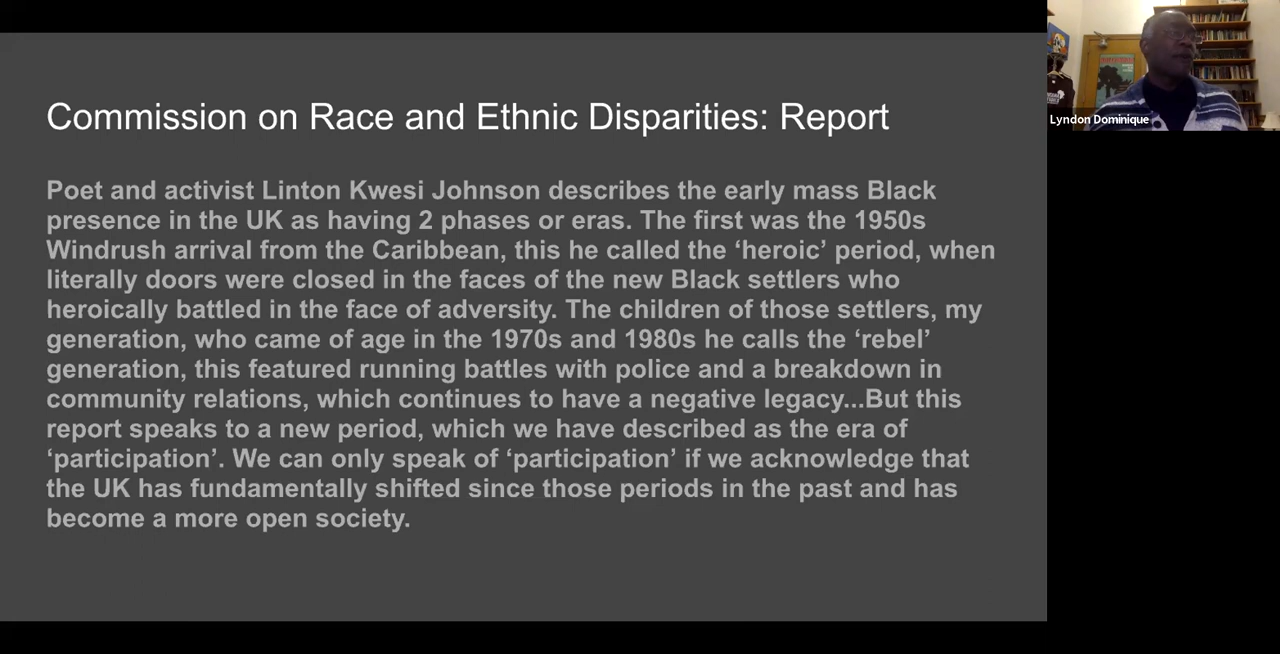 Commission on Race and Ethnic Disparities: Report
Poet and activist Linton Kwesi Johnson describes the early mass Black
presence in the UK as having 2 phases or eras. The first was the 1950s
Windrush arrival from the Caribbean, this he called the ‘heroic’ period, when
literally doors were closed in the faces of the new Black settlers who
heroically battled in the face of adversity. The children of those settlers, my
generation, who came of age in the 1970s and 1980s he calls the ‘rebel’
generation, this featured running battles with police and a breakdown in
community relations, which continues to have a negative legacy...But this
report speaks to a new period, which we have described as the era of
‘participation’. We can only speak of ‘participation’ if we acknowledge that
the UK has fundamentally shifted since those periods in the past and has
become a more open society.
Lyndon Dominique